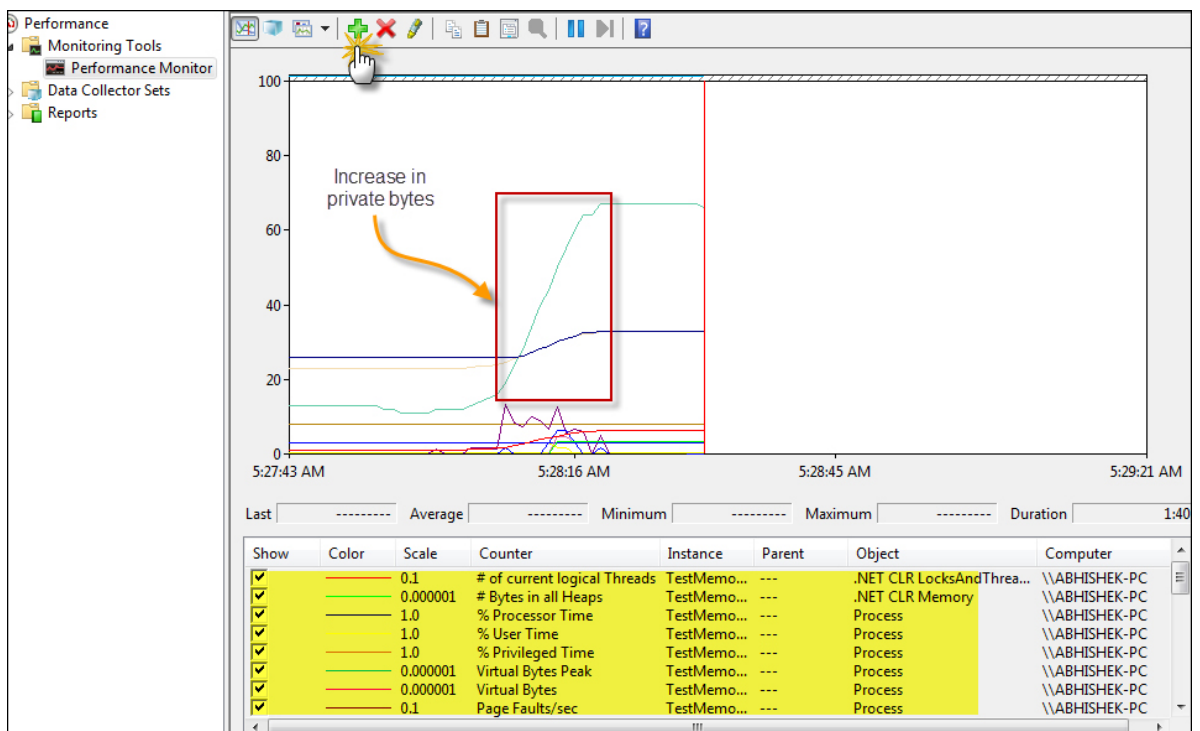 Performance
Monitoring Tools
Performance Monitor
Data Collector Sets
Reports
100
80
60
40
20
0
Increase in
private bytes
5:27:43 AM 5:28:16 AM 5:28:45 AM 5:29:21 AM
Last --------- Average --------- Minimum --------- Maximum --------- Duration 1:40
Show Color Scale Counter Instance Parent Object Computer
0.1 # of current logical Threads TestMemo... --- .NET CLR LocksAndThrea... \\ABHISHEK-PC
0.000001 # Bytes in all Heaps TestMemo... --- .NET CLR Memory \\ABHISHEK-PC
1.0 % Processor Time TestMemo... --- Process \\ABHISHEK-PC
1.0 % User Time TestMemo... --- Process \\ABHISHEK-PC
1.0 % Privileged Time TestMemo... --- Process \\ABHISHEK-PC
0.000001 Virtual Bytes Peak TestMemo... --- Process \\ABHISHEK-PC
0.000001 Virtual Bytes TestMemo... --- Process \\ABHISHEK-PC
0.1 Page Faults/sec TestMemo... --- Process \\ABHISHEK-PC